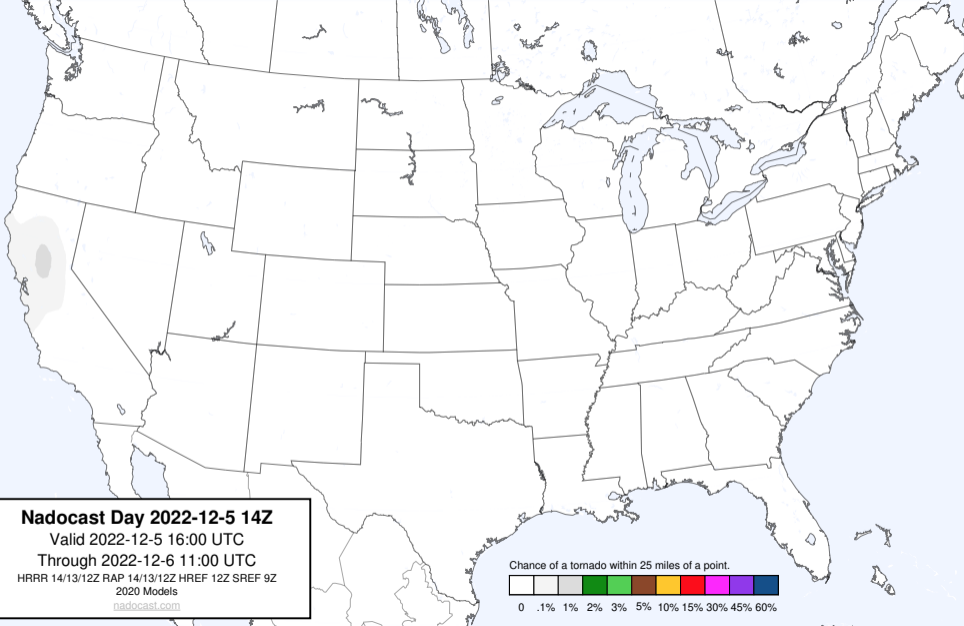 Nadocast Day 2022-12-5 14Z
Valid 2022-12-5 16:00 UTC
Through 2022-12-6 11:00 UTC
HRRR 14/13/12Z RAP 14/13/12Z HREF 12Z SREF 9Z
2020 Models
nadocast.com
Chance of a tornado within 25 miles of a point.
0 .1% 1% 2% 3% 5% 10% 15% 30% 45% 60%